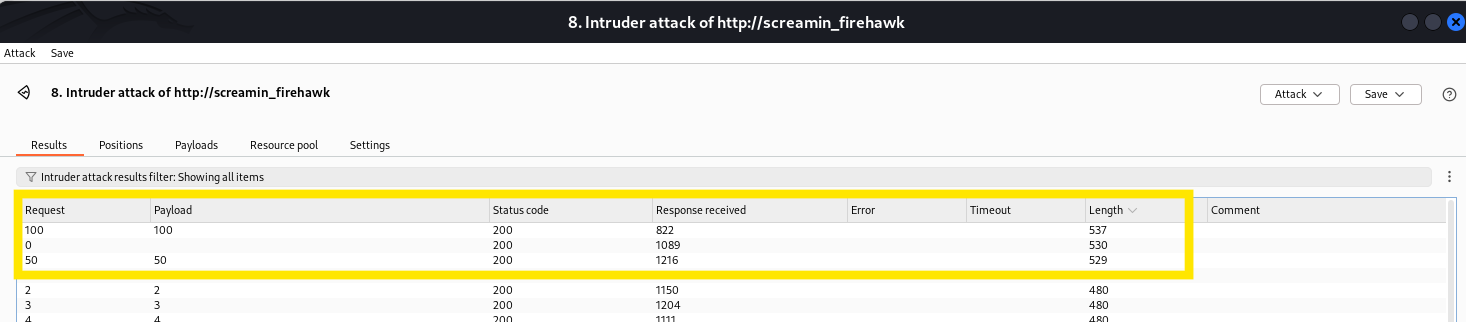 8. Intruder attack of http://screamin_firehawk
Attack Save
8. Intruder attack of http://screamin_firehawk Attack Save
Results Positions Payloads Resource pool Settings
Intruder attack results filter: Showing all items
Request Payload Status code Response received Error Timeout Length Comment
100 100 200 822 537
0 200 1089 530
50 50 200 1216 529
2 2 200 1150 480
3 3 200 1204 480
4 4 200 1111 480